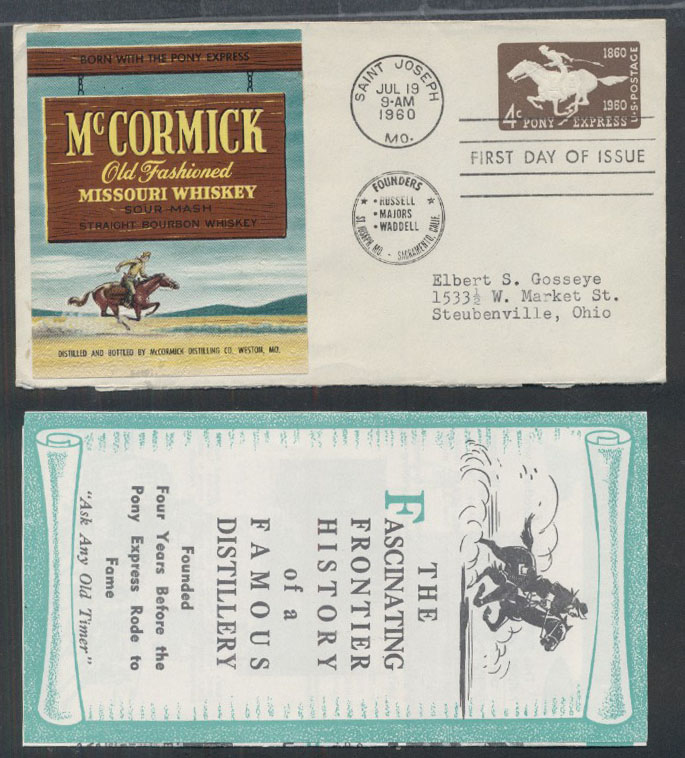 BORN WITH THE PONY EXPRESS
McCORMICK
Old Fashioned
MISSOURI WHISKEY
SOUR MASH
STRAIGHT BOURBON WHISKEY
DISTILLED AND BOTTLED BY McCORMICK DISTILLING CO. WESTON, MO.
SAINT JOSEPH
JUL 19
9-AM
1960
MO.
1860
1960
4c PONY EXPRESS
U.S. POSTAGE
FIRST DAY OF ISSUE
FOUNDERS
• RUSSELL
• MAJORS
• WADDELL
ST. JOSEPH, MO. - SACRAMENTO, CALIF.
Elbert S. Gosseye
1533½ W. Market St.
Steubenville, Ohio
THE
FASCINATING
FRONTIER
HISTORY
of a
FAMOUS
DISTILLERY
Founded
Four Years Before the
Pony Express Rode to
Fame
"Ask Any Old Timer"